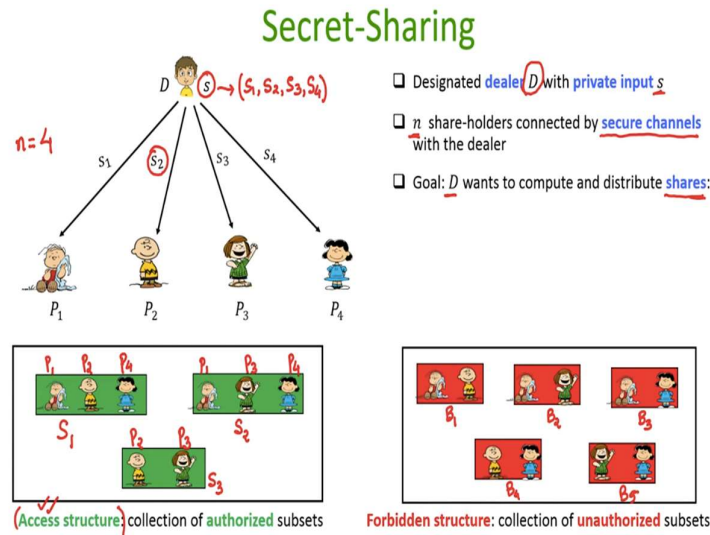 Secret-Sharing
D s → (S1, S2, S3, S4)
n=4
S1 S2 S3 S4
P1 P2 P3 P4
❑ Designated dealer D with private input s
❑ n share-holders connected by secure channels
with the dealer
❑ Goal: D wants to compute and distribute shares:
P1 P2 P4 P1 P3 P4
S1 S2
P2 P3
S3
(Access structure): collection of authorized subsets
B1 B2 B3
B4 B5
Forbidden structure: collection of unauthorized subsets